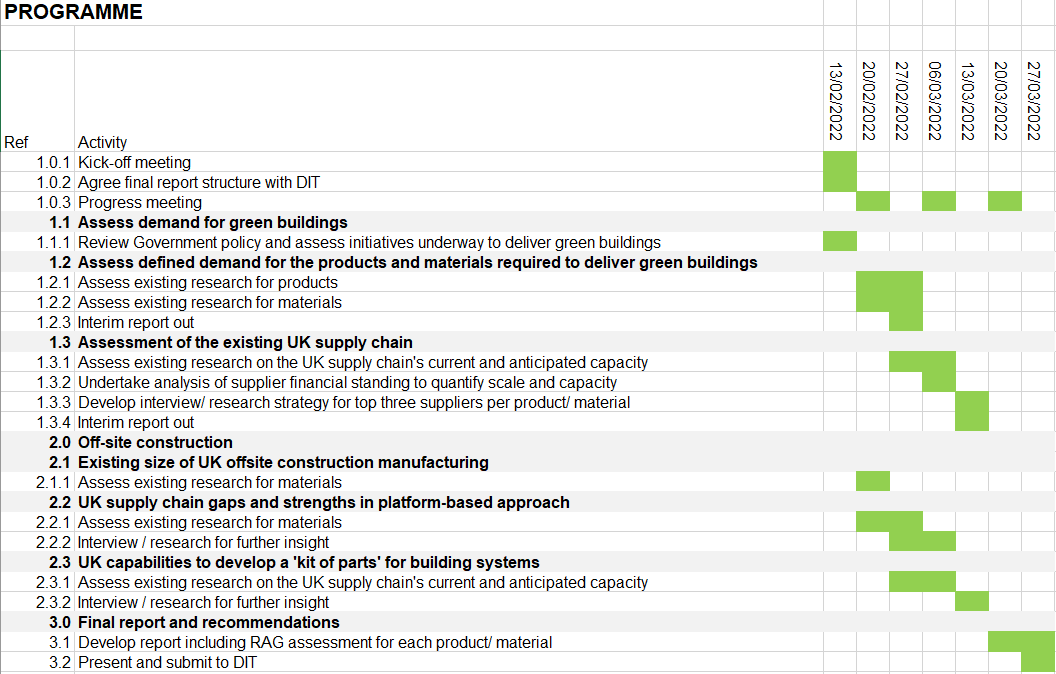 PROGRAMME
Ref Activity 13/02/2022 20/02/2022 27/02/2022 06/03/2022 13/03/2022 20/03/2022 27/03/2022
1.0.1 Kick-off meeting
1.0.2 Agree final report structure with DIT
1.0.3 Progress meeting
1.1 Assess demand for green buildings
1.1.1 Review Government policy and assess initiatives underway to deliver green buildings
1.2 Assess defined demand for the products and materials required to deliver green buildings
1.2.1 Assess existing research for products
1.2.2 Assess existing research for materials
1.2.3 Interim report out
1.3 Assessment of the existing UK supply chain
1.3.1 Assess existing research on the UK supply chain's current and anticipated capacity
1.3.2 Undertake analysis of supplier financial standing to quantify scale and capacity
1.3.3 Develop interview/ research strategy for top three suppliers per product/ material
1.3.4 Interim report out
2.0 Off-site construction
2.1 Existing size of UK offsite construction manufacturing
2.1.1 Assess existing research for materials
2.2 UK supply chain gaps and strengths in platform-based approach
2.2.1 Assess existing research for materials
2.2.2 Interview / research for further insight
2.3 UK capabilities to develop a 'kit of parts' for building systems
2.3.1 Assess existing research on the UK supply chain's current and anticipated capacity
2.3.2 Interview / research for further insight
3.0 Final report and recommendations
3.1 Develop report including RAG assessment for each product/ material
3.2 Present and submit to DIT